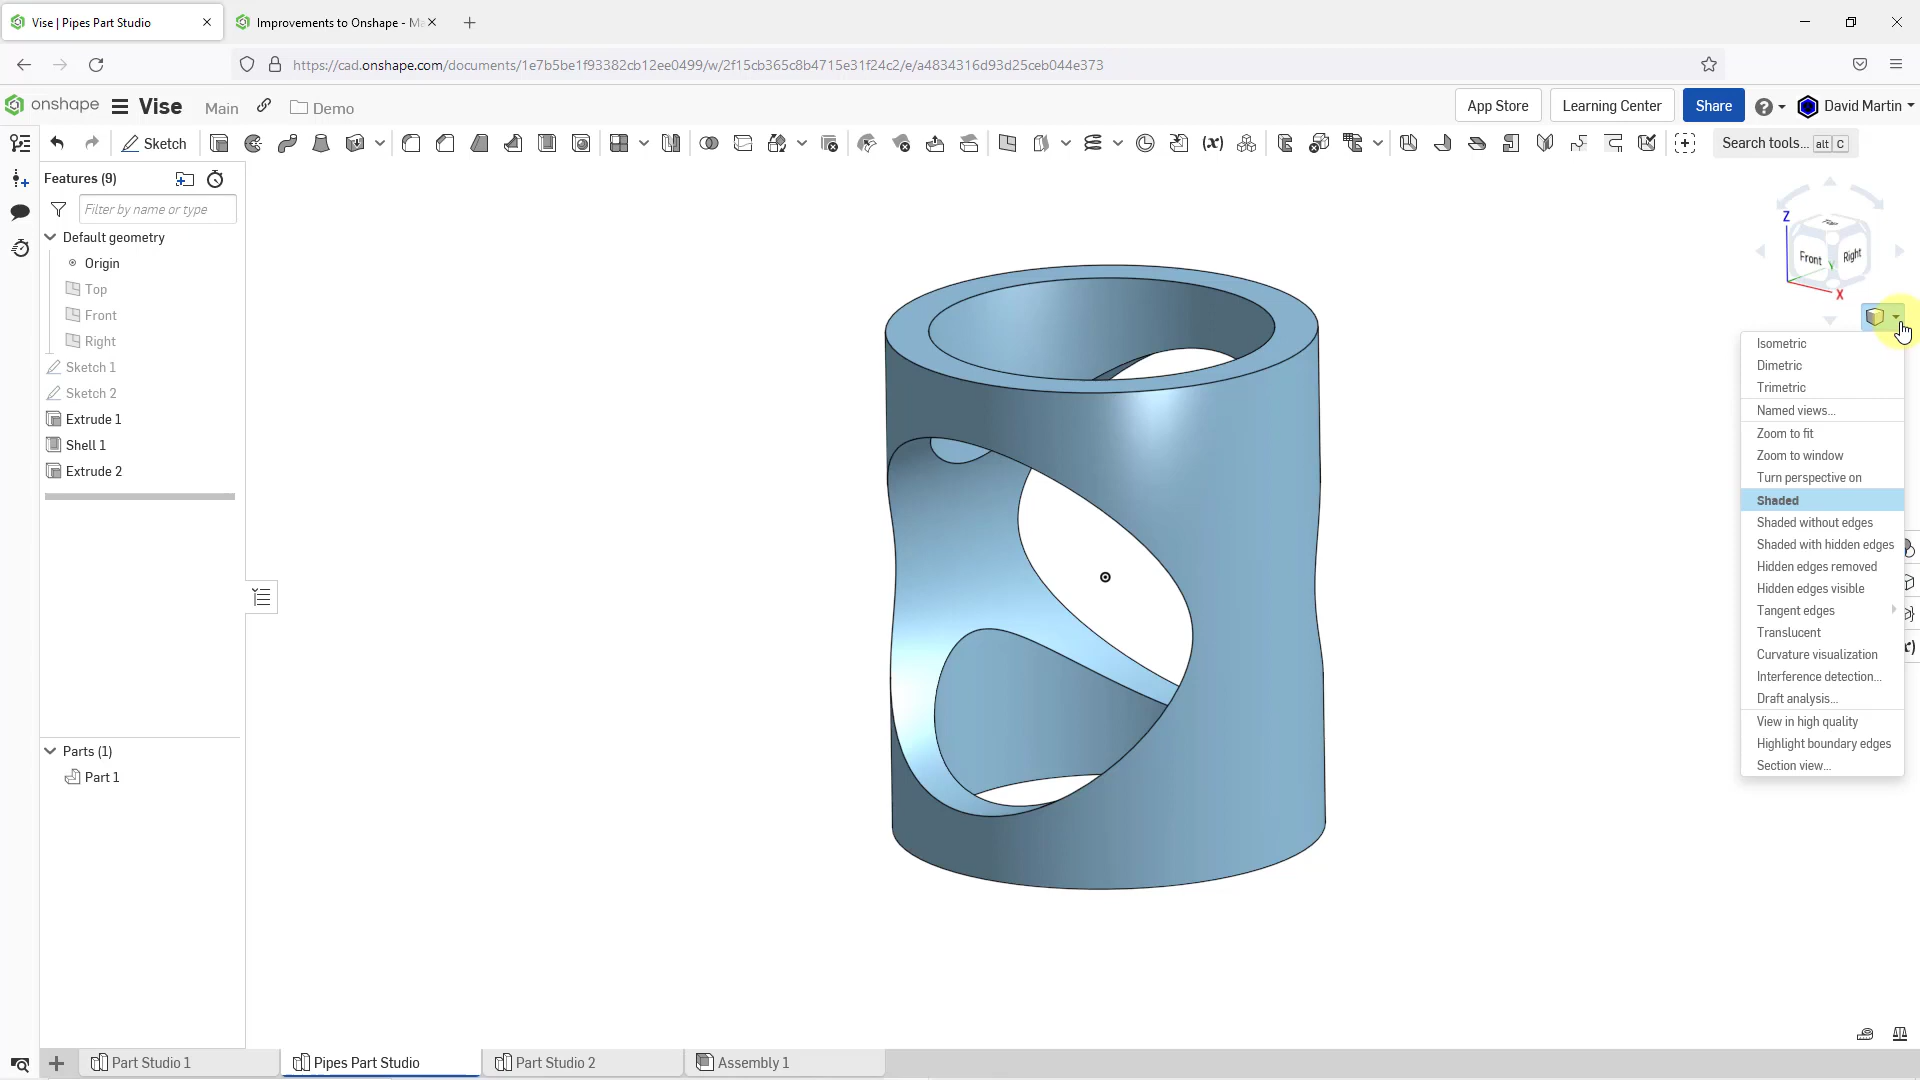 Vise | Pipes Part Studio
Improvements to Onshape - Ma
https://cad.onshape.com/documents/1e7b5be1f93382cb12ee0499/w/2f15cb365c8b4715e31f24c2/e/a4834316d93d25ceb044e373
onshape Vise Main Demo App Store Learning Center Share David Martin
Sketch Search tools... alt C
Features (9)
Filter by name or type
Default geometry
Origin
Top
Front
Right
Sketch 1
Sketch 2
Extrude 1
Shell 1
Extrude 2
Parts (1)
Part 1
Z
Top
Front
Right
Y
X
Isometric
Dimetric
Trimetric
Named views...
Zoom to fit
Zoom to window
Turn perspective on
Shaded
Shaded without edges
Shaded with hidden edges
Hidden edges removed
Hidden edges visible
Tangent edges
Translucent
Curvature visualization
Interference detection...
Draft analysis...
View in high quality
Highlight boundary edges
Section view...
Part Studio 1 Pipes Part Studio Part Studio 2 Assembly 1